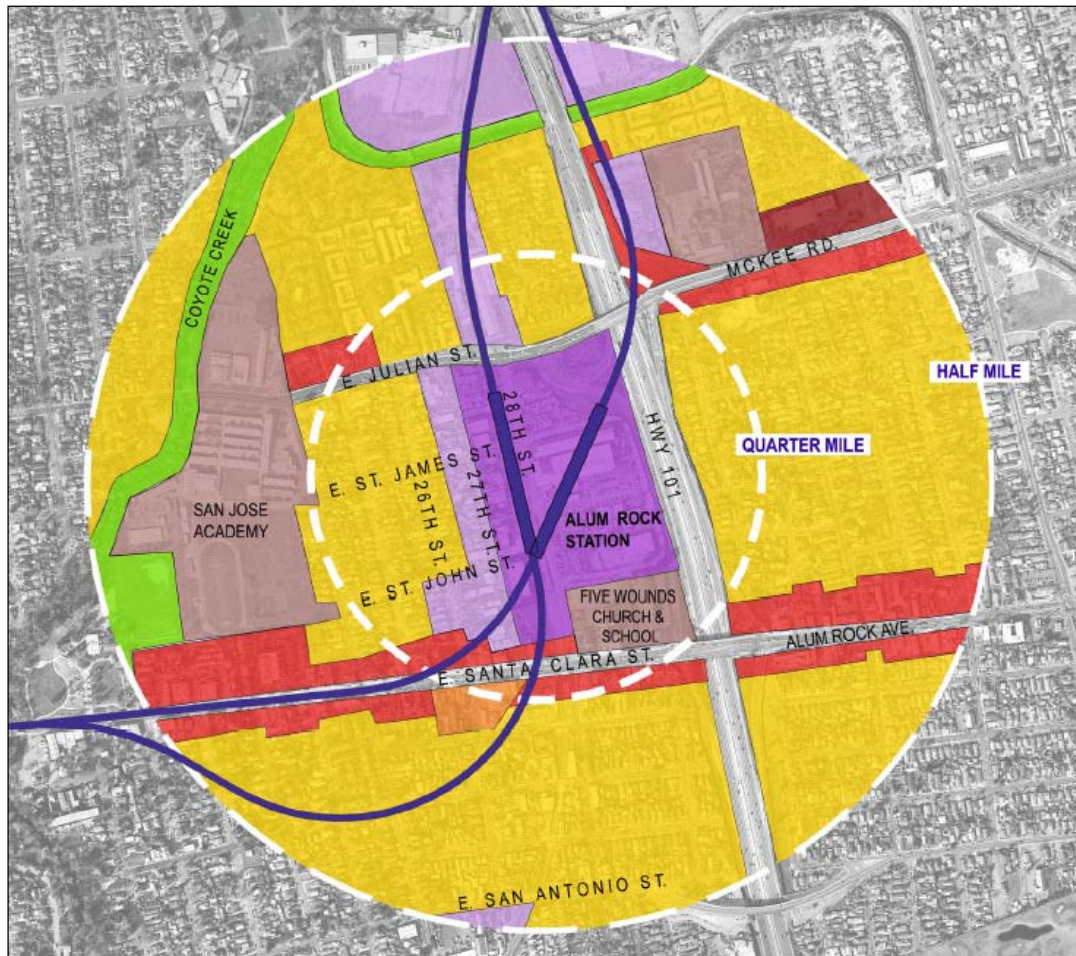 COYOTE CREEK
MCKEE RD.
E. JULIAN ST.
HALF MILE
28TH ST.
HWY 101
QUARTER MILE
E. ST. JAMES ST.
27TH ST.
26TH ST.
SAN JOSE
ACADEMY
ALUM ROCK
STATION
E. ST. JOHN ST.
FIVE WOUNDS
CHURCH &
SCHOOL
ALUM ROCK AVE.
E. SANTA CLARA ST.
E. SAN ANTONIO ST.